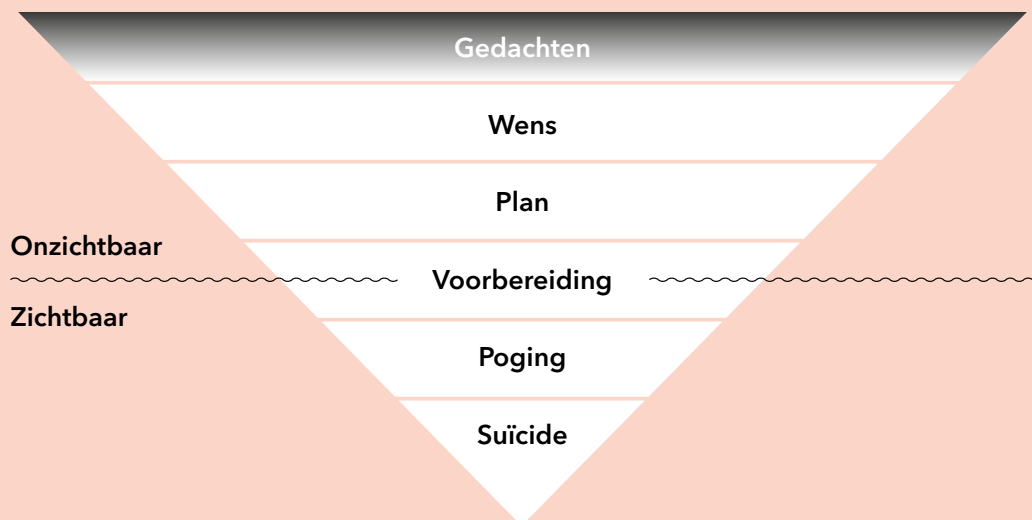 Gedachten
Wens
Plan
Onzichtbaar
Voorbereiding
Zichtbaar
Poging
Suïcide